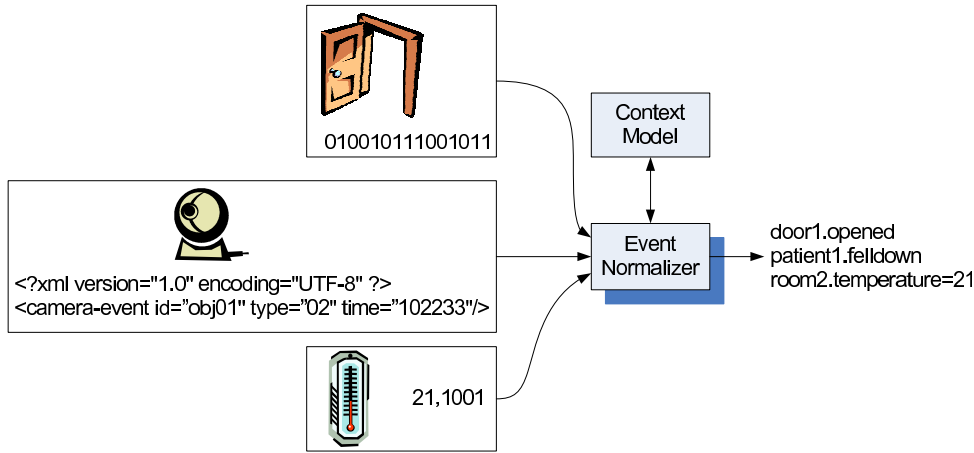 010010111001011
Context
Model
<?xml version="1.0" encoding="UTF-8" ?>
<camera-event id=”obj01" type=”02" time=”102233"/>
Event
Normalizer
door1.opened
patient1.felldown
room2.temperature=21
21,1001